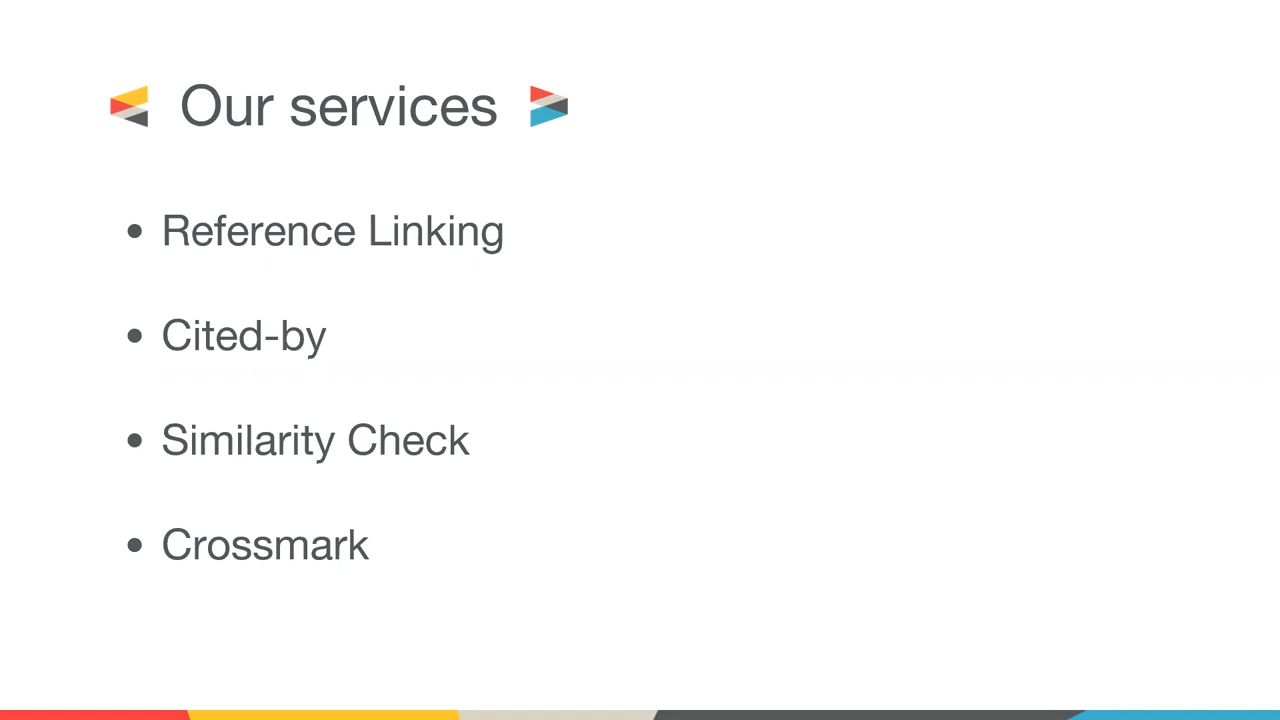 Our services
• Reference Linking
• Cited-by
• Similarity Check
• Crossmark